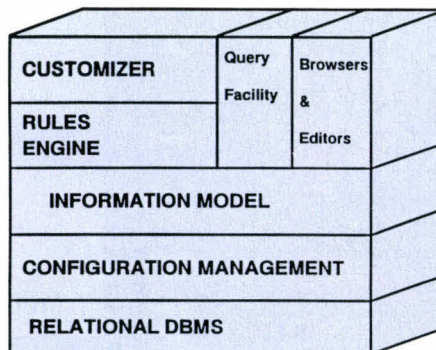 CUSTOMIZER
RULES
ENGINE
Query
Facility
Browsers
&
Editors
INFORMATION MODEL
CONFIGURATION MANAGEMENT
RELATIONAL DBMS